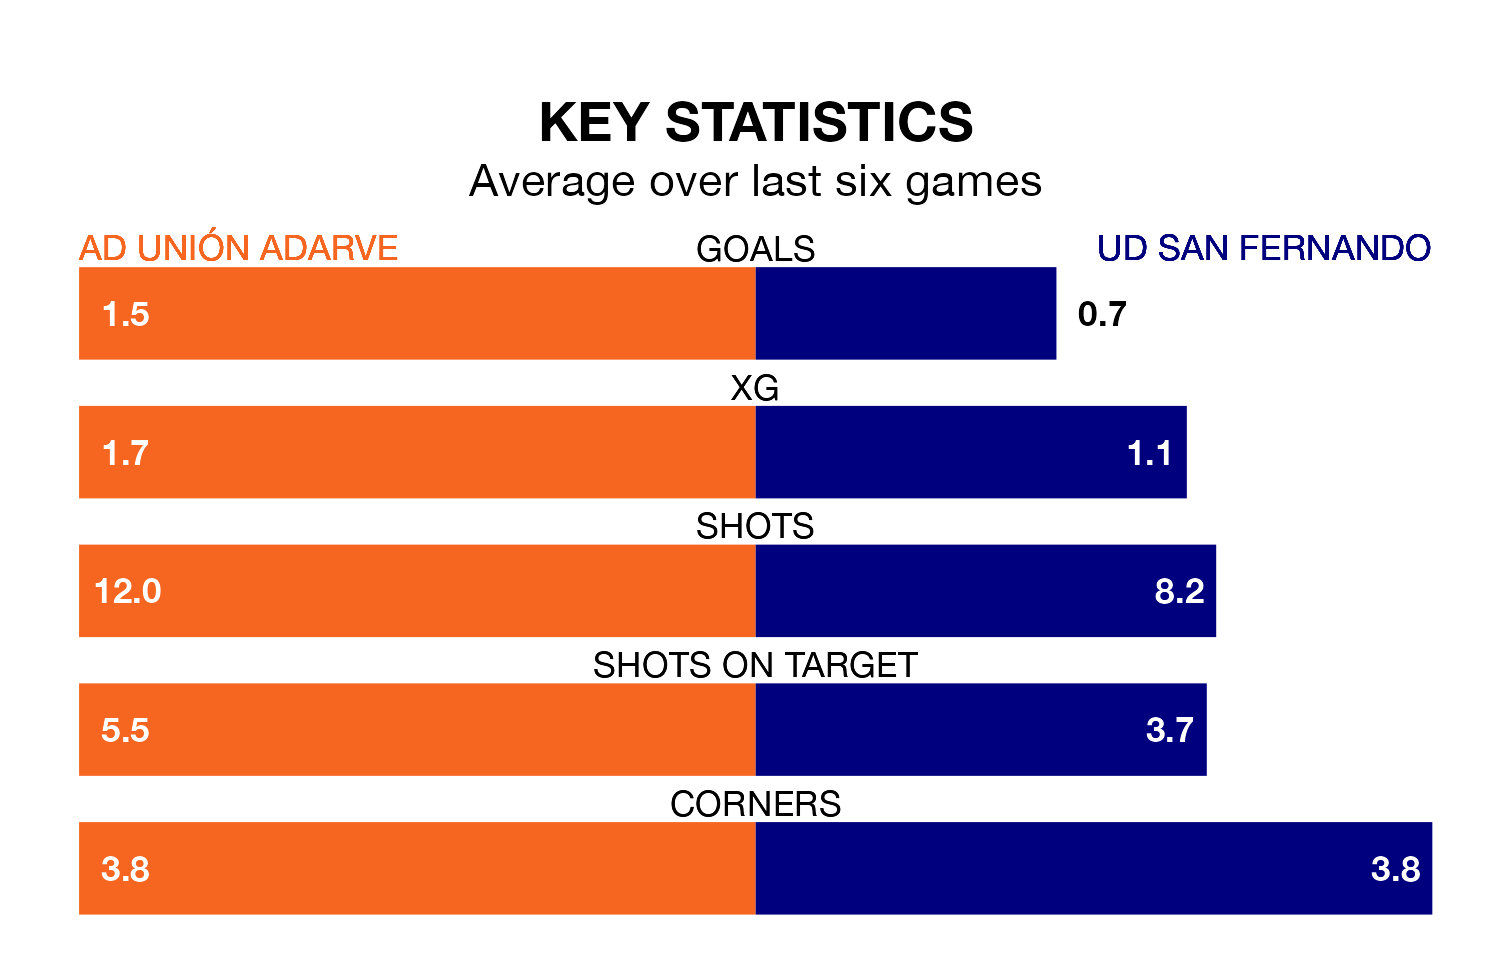 KEY STATISTICS
Average over last six games
AD UNIÓN ADARVE GOALS UD SAN FERNANDO
1.5 0.7
XG
1.7 1.1
SHOTS
12.0 8.2
SHOTS ON TARGET
5.5 3.7
CORNERS
3.8 3.8